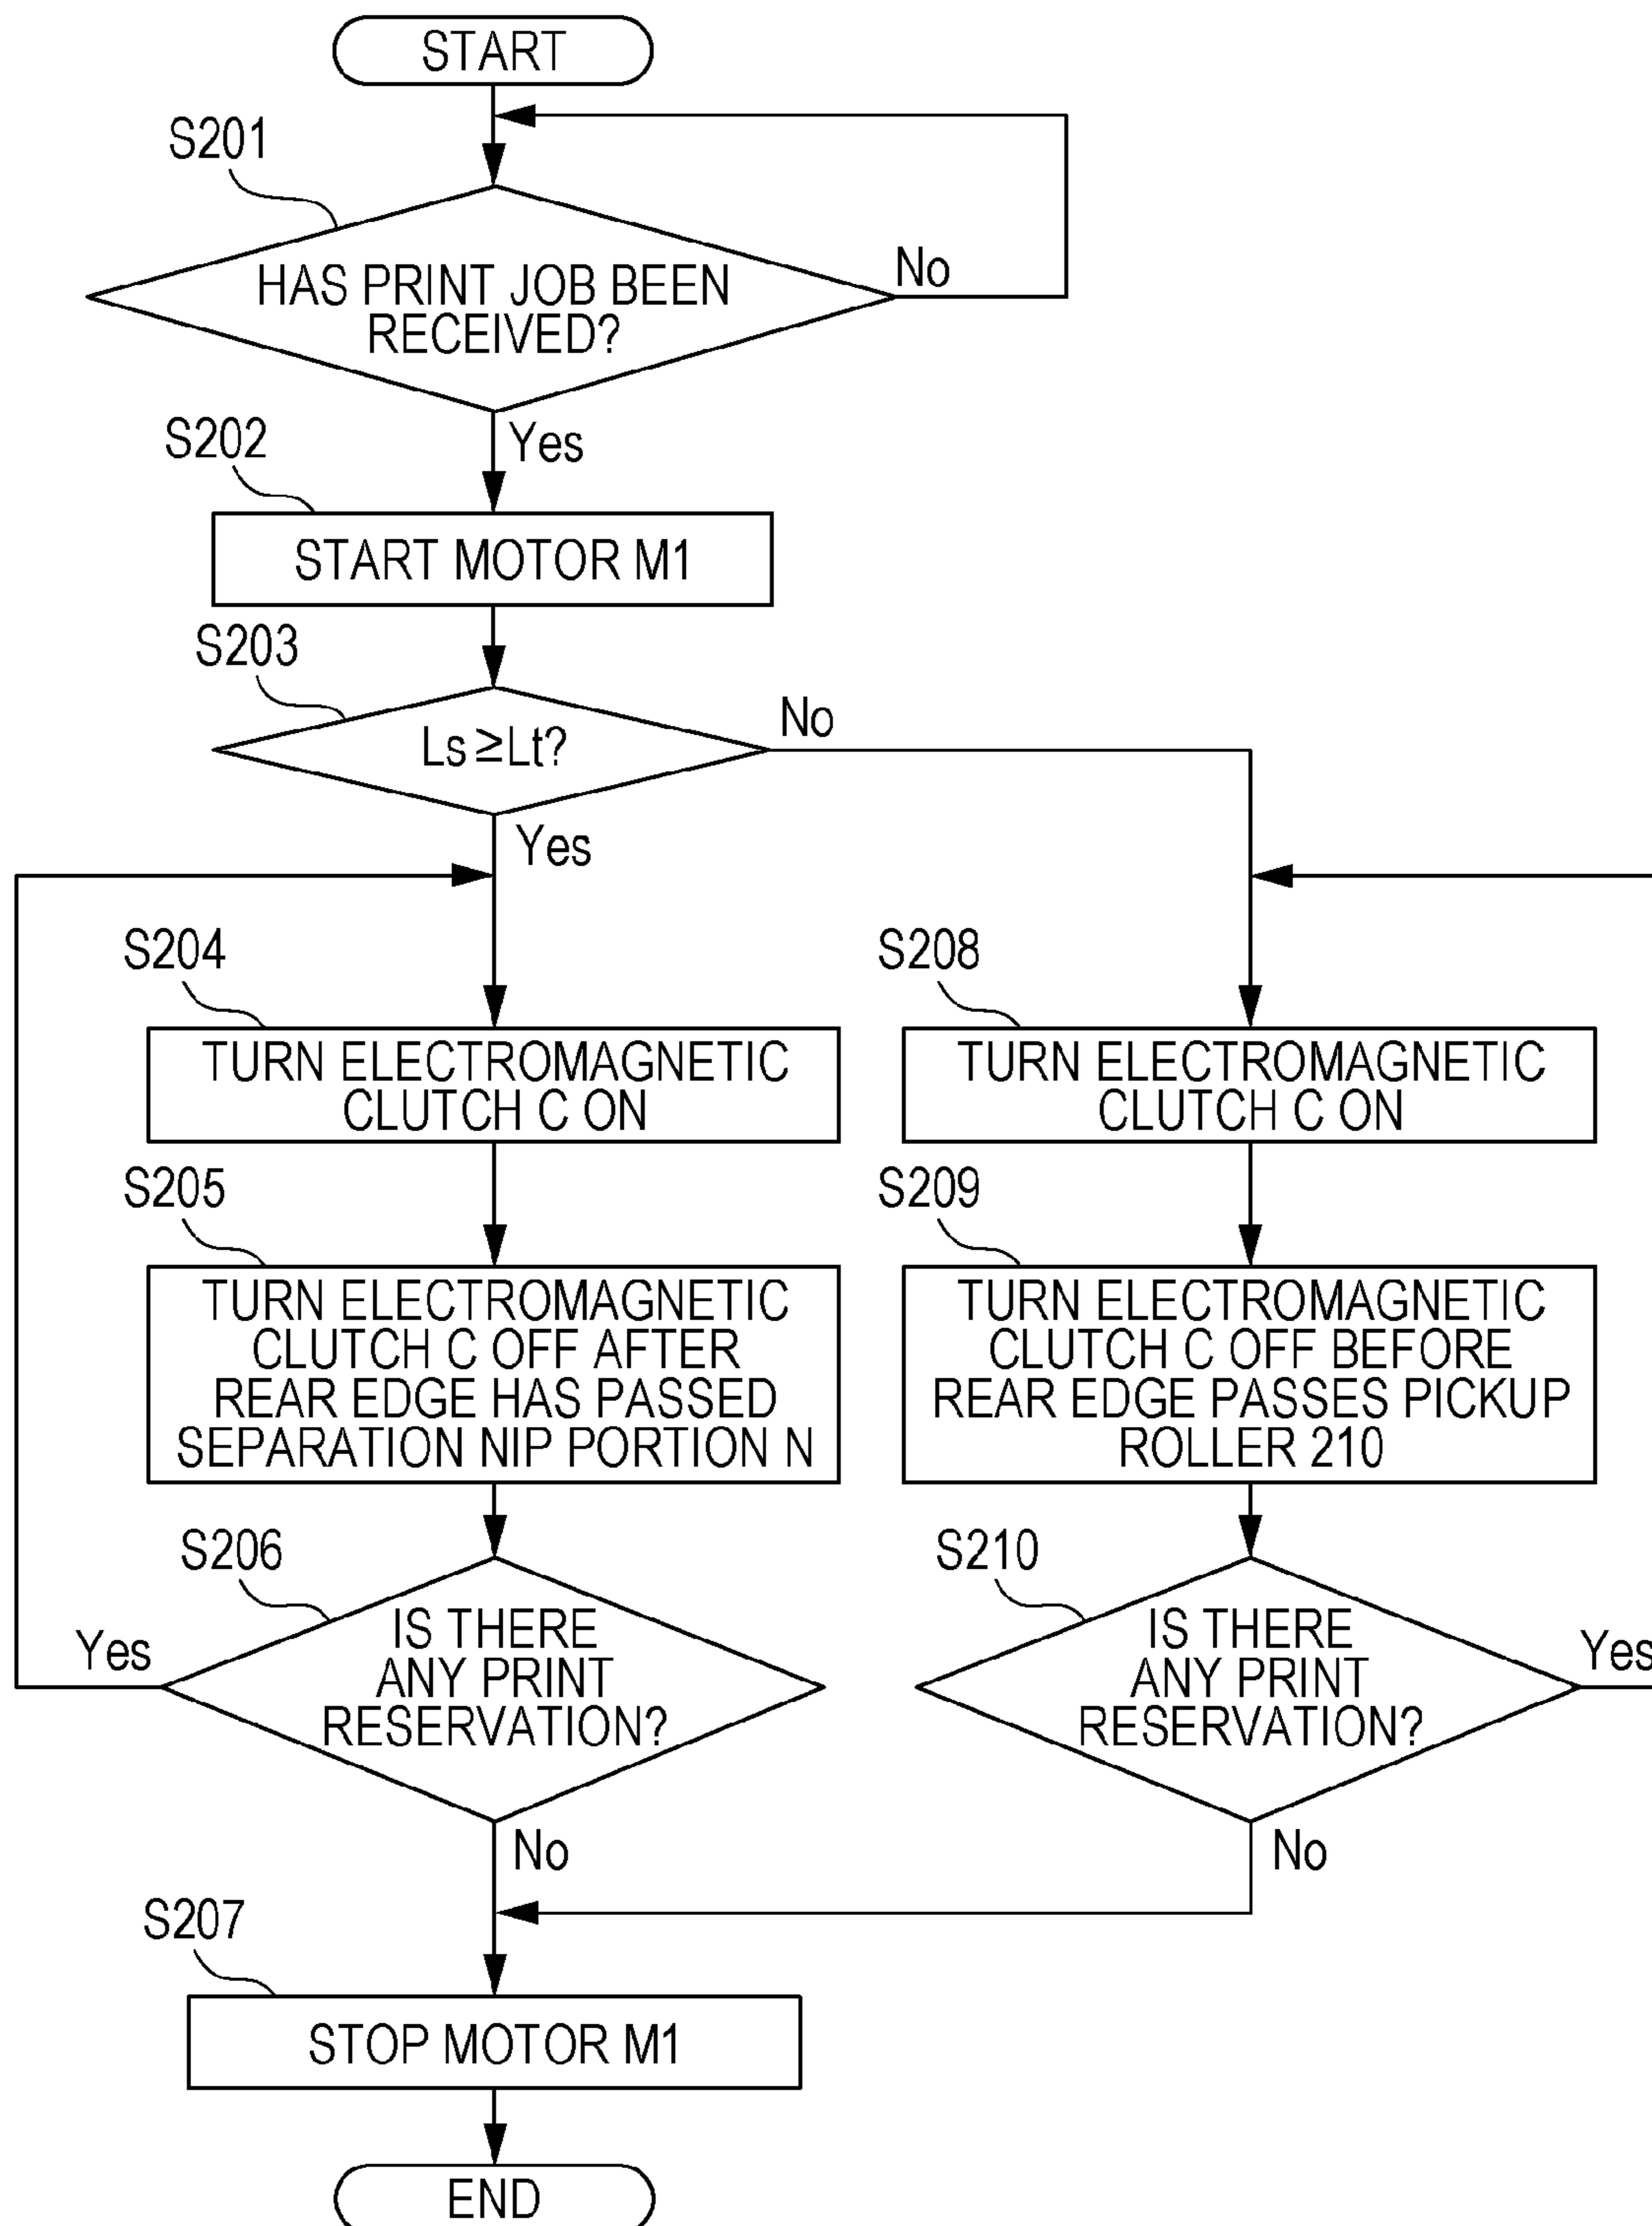 START
S201
HAS PRINT JOB BEEN
RECEIVED?
No
Yes
S202
START MOTOR M1
S203
Ls ≥Lt?
No
Yes
S204
TURN ELECTROMAGNETIC
CLUTCH C ON
S205
TURN ELECTROMAGNETIC
CLUTCH C OFF AFTER
REAR EDGE HAS PASSED
SEPARATION NIP PORTION N
S206
IS THERE
ANY PRINT
RESERVATION?
Yes
No
S208
TURN ELECTROMAGNETIC
CLUTCH C ON
S209
TURN ELECTROMAGNETIC
CLUTCH C OFF BEFORE
REAR EDGE PASSES PICKUP
ROLLER 210
S210
IS THERE
ANY PRINT
RESERVATION?
Yes
No
S207
STOP MOTOR M1
END